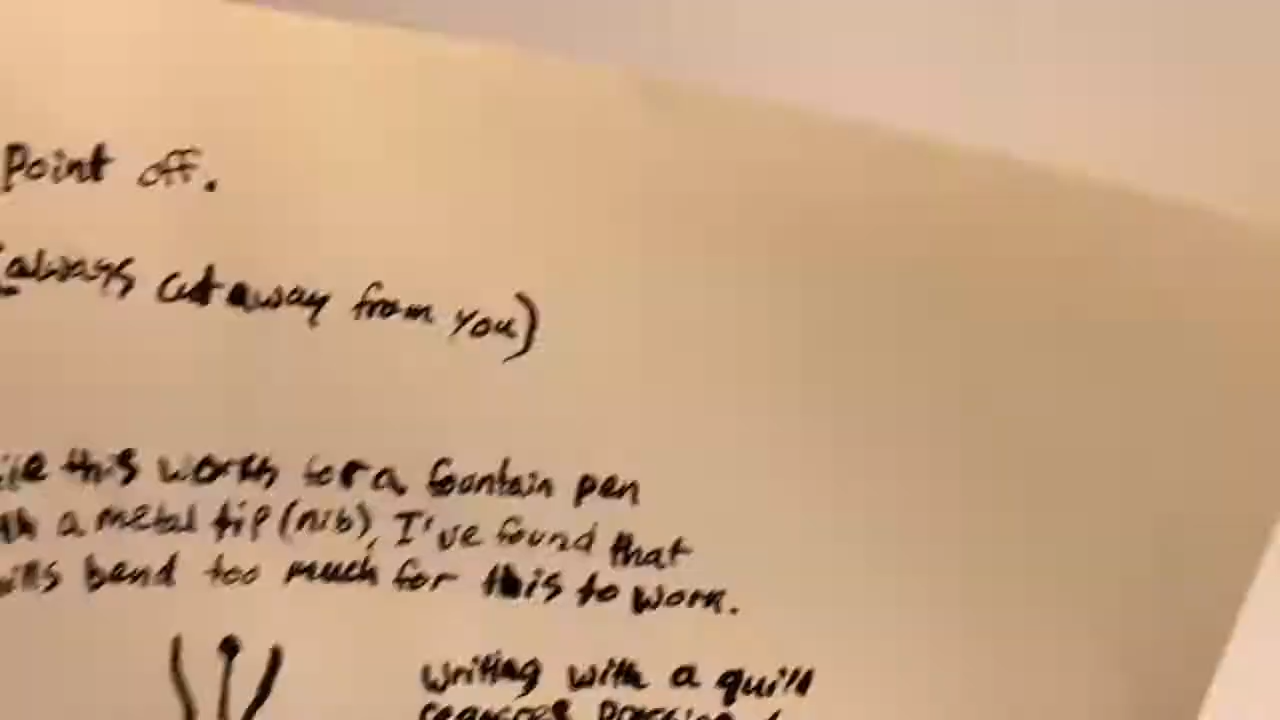 Point off.
(always cut away from you)
this works for a fountain pen
a metal tip (nib), I've found that
bend too much for this to work.
writing with a quill
requires